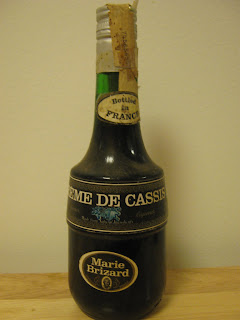 Bottled
in
FRANCE
EME DE CASSIS
Marie
Brizard